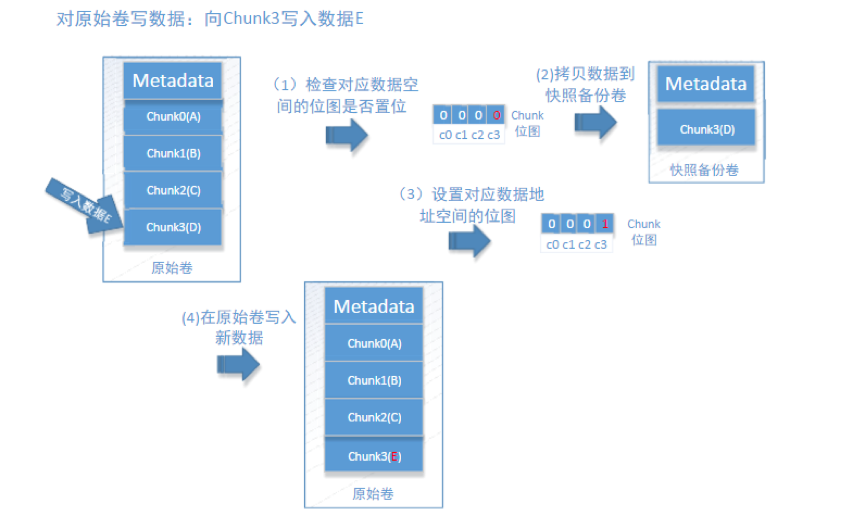 对原始卷写数据：向Chunk3写入数据E
Metadata
Chunk0(A)
Chunk1(B)
Chunk2(C)
Chunk3(D)
原始卷
写入数据E
（1）检查对应数据空
间的位图是否置位
0 0 0 0
c0 c1 c2 c3
Chunk
位图
(2)拷贝数据到
快照备份卷
Metadata
Chunk3(D)
快照备份卷
（3）设置对应数据地
址空间的位图
0 0 0 1
c0 c1 c2 c3
Chunk
位图
(4)在原始卷写入
新数据
Metadata
Chunk0(A)
Chunk1(B)
Chunk2(C)
Chunk3(E)
原始卷